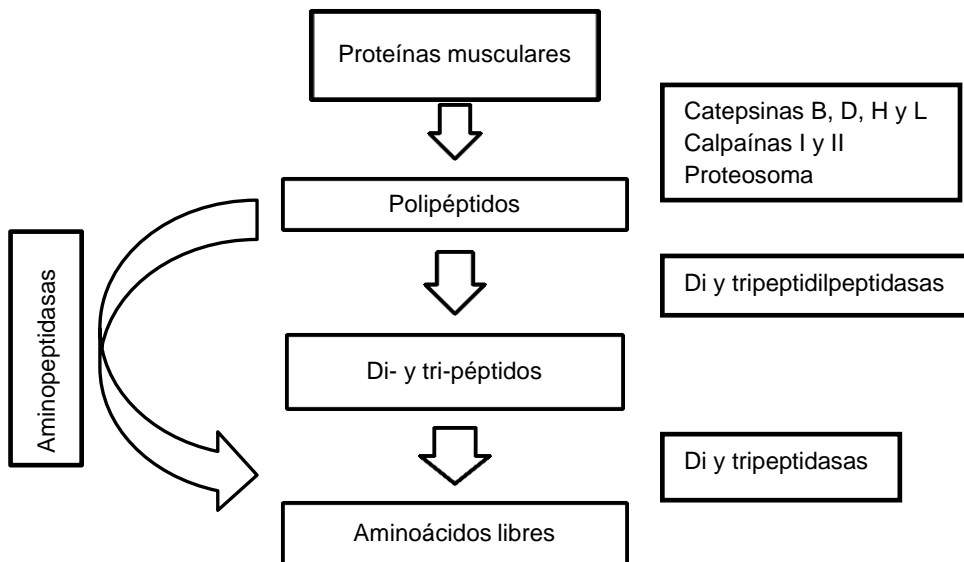 Proteínas musculares
Catepsinas B, D, H y L
Calpaínas I y II
Proteosoma
Polipéptidos
Di y tripeptidilpeptidasas
Aminopeptidasas
Di- y tri-péptidos
Di y tripeptidasas
Aminoácidos libres